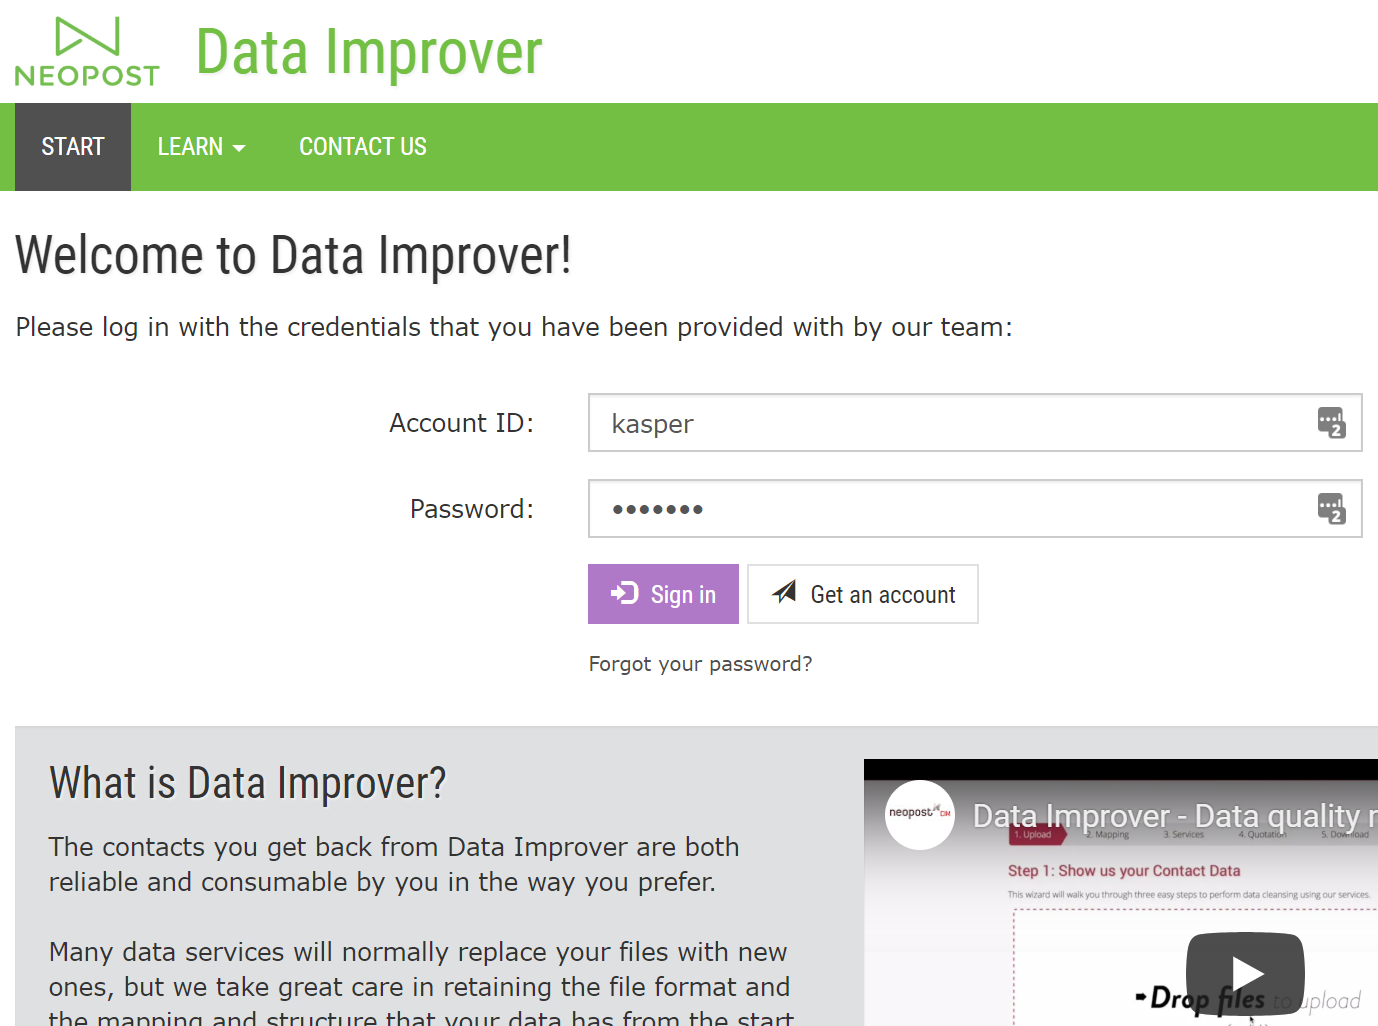 NEOPOST
Data Improver
START LEARN CONTACT US
Welcome to Data Improver!
Please log in with the credentials that you have been provided with by our team:
Account ID: kasper
2
Password: •••••••
2
Sign in Get an account
Forgot your password?
What is Data Improver?
The contacts you get back from Data Improver are both
reliable and consumable by you in the way you prefer.
Many data services will normally replace your files with new
ones, but we take great care in retaining the file format and
the mapping and structure that your data has from the start
neopost CIM
Data Improver - Data quality
1. Upload 2. Mapping 3. Services 4. Quotation 5. Download
Step 1: Show us your Contact Data
This wizard will walk you through three easy steps to perform data cleansing using our services.
Drop files to upload